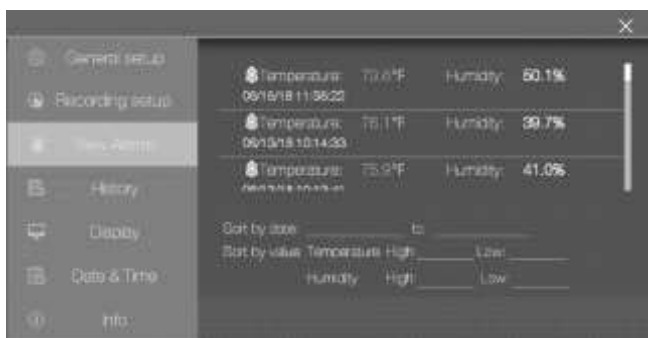 General setup
Recording setup
View Alarms
History
Display
Date & Time
Info
Temperature: 73.6°F Humidity: 50.1%
06/16/18 11:36:22
Temperature: 76.1°F Humidity: 39.7%
06/13/18 10:14:33
Temperature: 75.9°F Humidity: 41.0%
Sort by date: to:
Sort by value: Temperature High: Low:
Humidity High: Low: